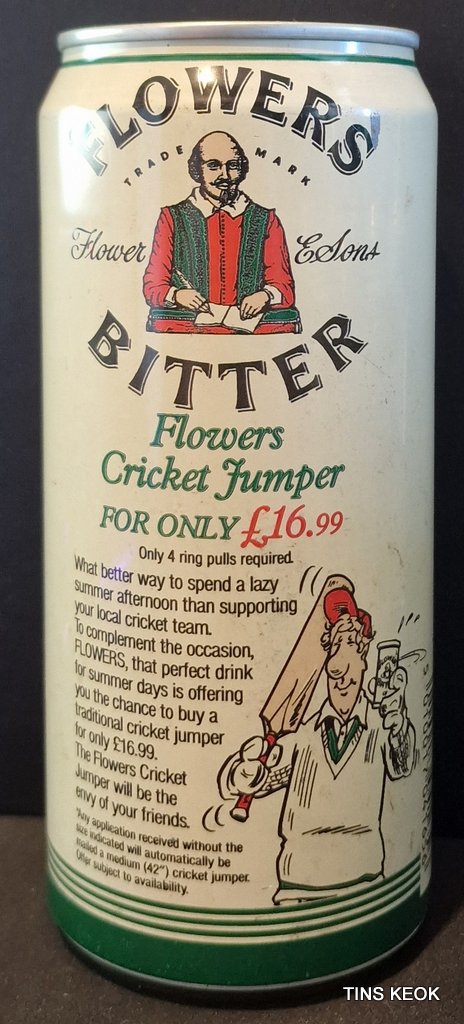 FLOWERS
TRADE MARK
Flower & Sons
BITTER
Flowers
Cricket Jumper
FOR ONLY £16.99
Only 4 ring pulls required.
What better way to spend a lazy
summer afternoon than supporting
your local cricket team.
To complement the occasion,
FLOWERS, that perfect drink
for summer days is offering
you the chance to buy a
traditional cricket jumper
for only £16.99.
The Flowers Cricket
Jumper will be the
envy of your friends.
*Any application received without the
size indicated will automatically be
mailed a medium (42") cricket jumper.
Offer subject to availability.
TINS KEOK